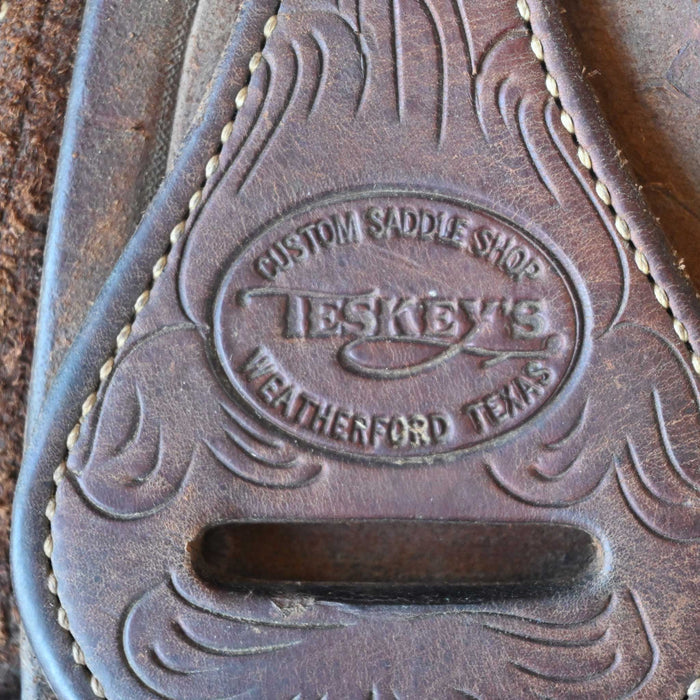 CUSTOM SADDLE SHOP
TESKEY'S
WEATHERFORD TEXAS